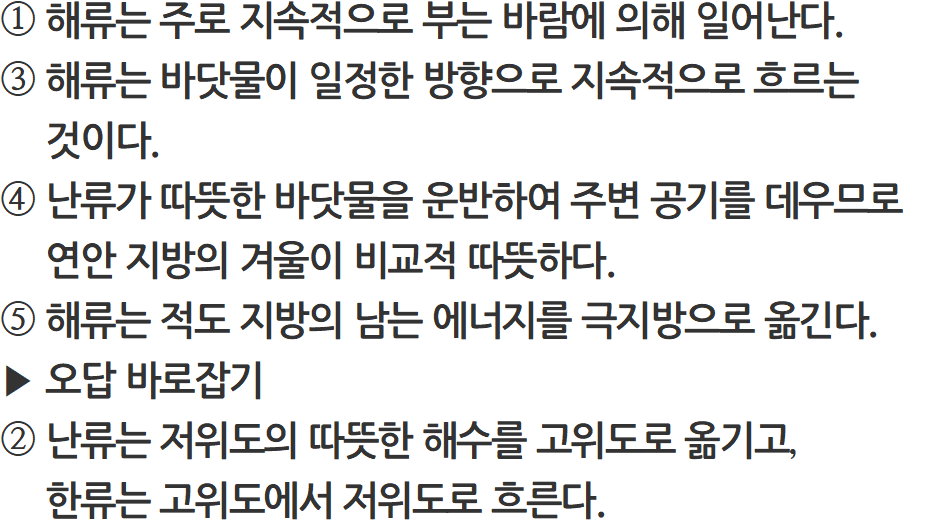 ① 해류는 주로 지속적으로 부는 바람에 의해 일어난다.
③ 해류는 바닷물이 일정한 방향으로 지속적으로 흐르는
것이다.
④ 난류가 따뜻한 바닷물을 운반하여 주변 공기를 데우므로
연안 지방의 겨울이 비교적 따뜻하다.
⑤ 해류는 적도 지방의 남는 에너지를 극지방으로 옮긴다.
▶ 오답 바로잡기
② 난류는 저위도의 따뜻한 해수를 고위도로 옮기고,
한류는 고위도에서 저위도로 흐른다.